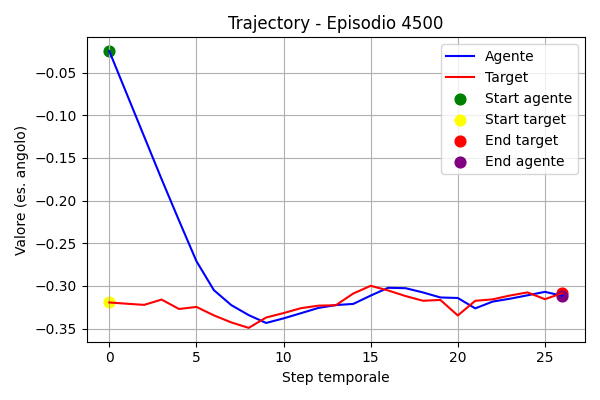 Trajectory - Episodio 4500
Valore (es. angolo)
−0.05
−0.10
−0.15
−0.20
−0.25
−0.30
−0.35
0
5
10
15
20
25
Step temporale
Agente
Target
Start agente
Start target
End target
End agente